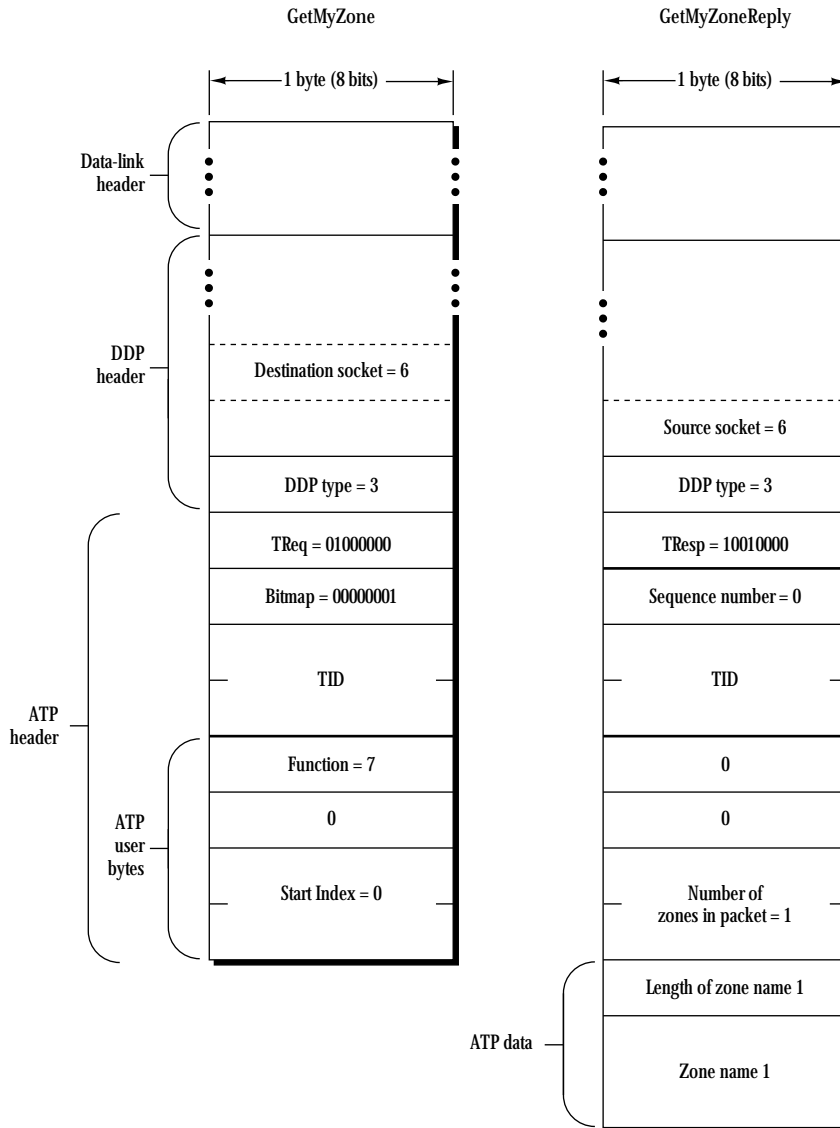 GetMyZone
GetMyZoneReply
1 byte (8 bits)
1 byte (8 bits)
Data-link
header
DDP
header
Destination socket = 6
Source socket = 6
DDP type = 3
DDP type = 3
TReq = 01000000
TResp = 10010000
Bitmap = 00000001
Sequence number = 0
TID
TID
ATP
header
Function = 7
0
ATP
user
bytes
0
0
Start Index = 0
Number of
zones in packet = 1
Length of zone name 1
ATP data
Zone name 1